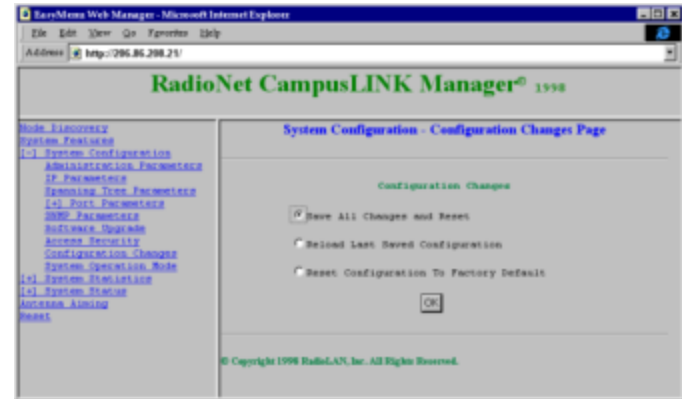 EasyMenu Web Manager - Microsoft Internet Explorer
File Edit View Go Favorites Help
Address http://206.86.208.21/
RadioNet CampusLINK Manager© 1998
Node Discovery
System Features
[-] System Configuration
Administration Parameters
IP Parameters
Spanning Tree Parameters
[+] Port Parameters
SNMP Parameters
Software Upgrade
Access Security
Configuration Changes
System Operation Mode
[+] System Statistics
[+] System Status
Antenna Aiming
Reset
System Configuration - Configuration Changes Page
Configuration Changes
Save All Changes and Reset
Reload Last Saved Configuration
Reset Configuration To Factory Default
OK
© Copyright 1998 RadioLAN, Inc. All Rights Reserved.